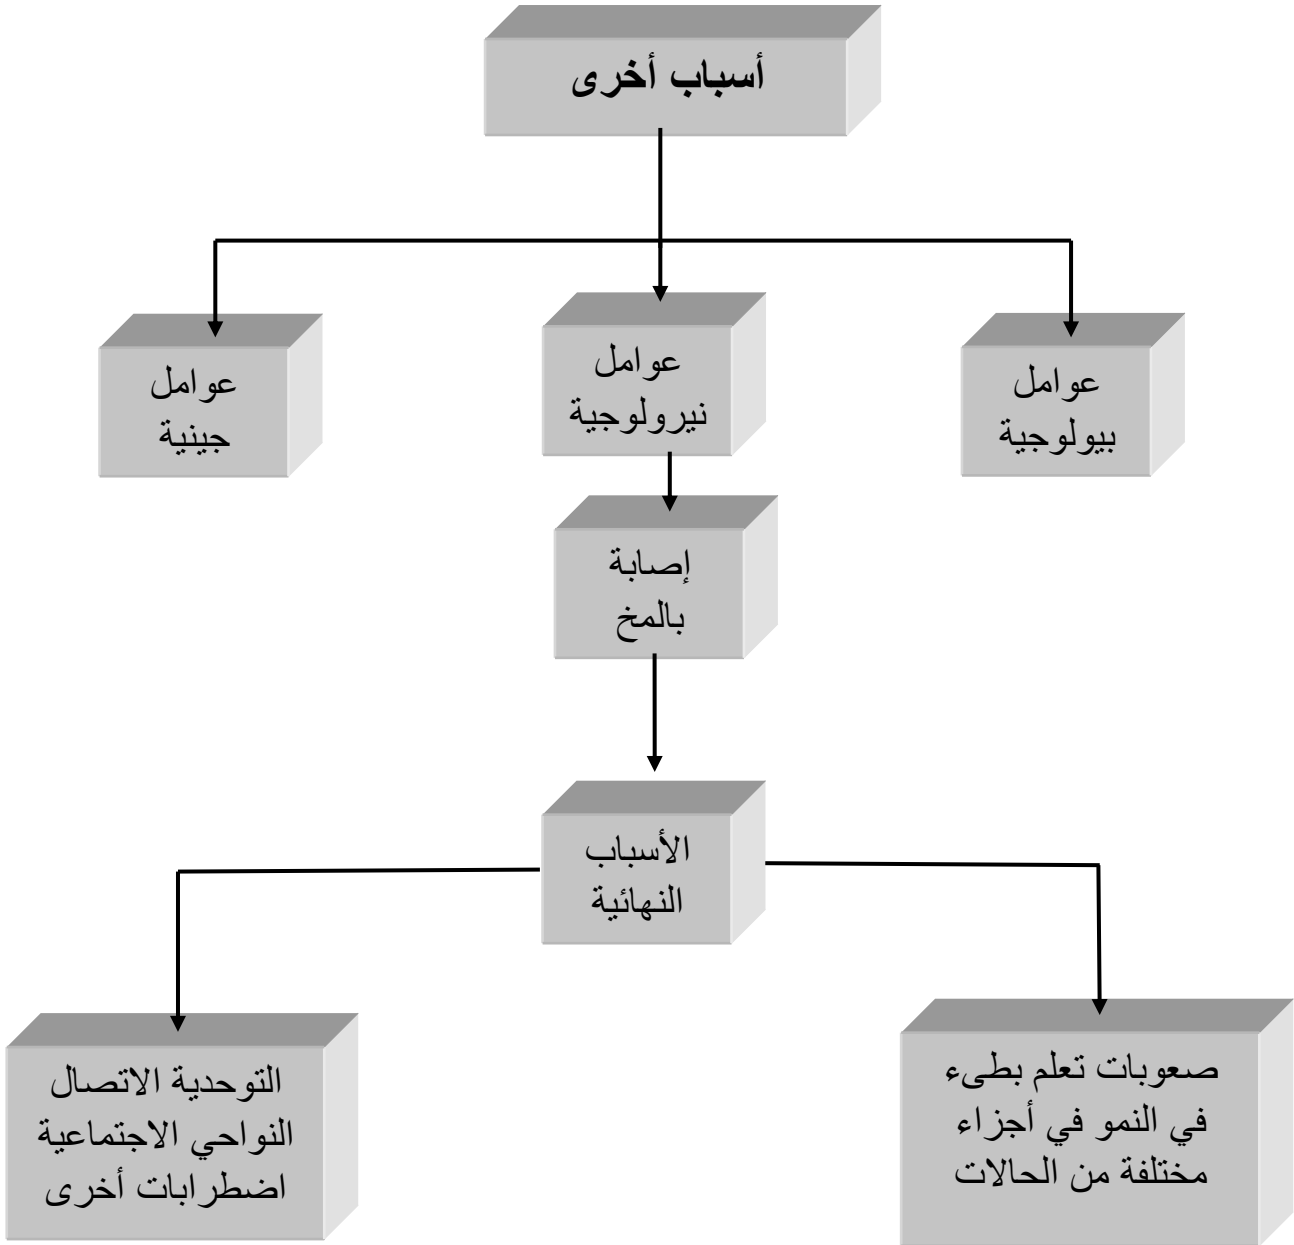 أسباب أخرى
عوامل
بيولوجية
عوامل
نيرولوجية
عوامل
جينية
إصابة
بالمخ
الأسباب
النهائية
صعوبات تعلم بطىء
في النمو في أجزاء
مختلفة من الحالات
التوحدية الاتصال
النواحي الاجتماعية
اضطرابات أخرى